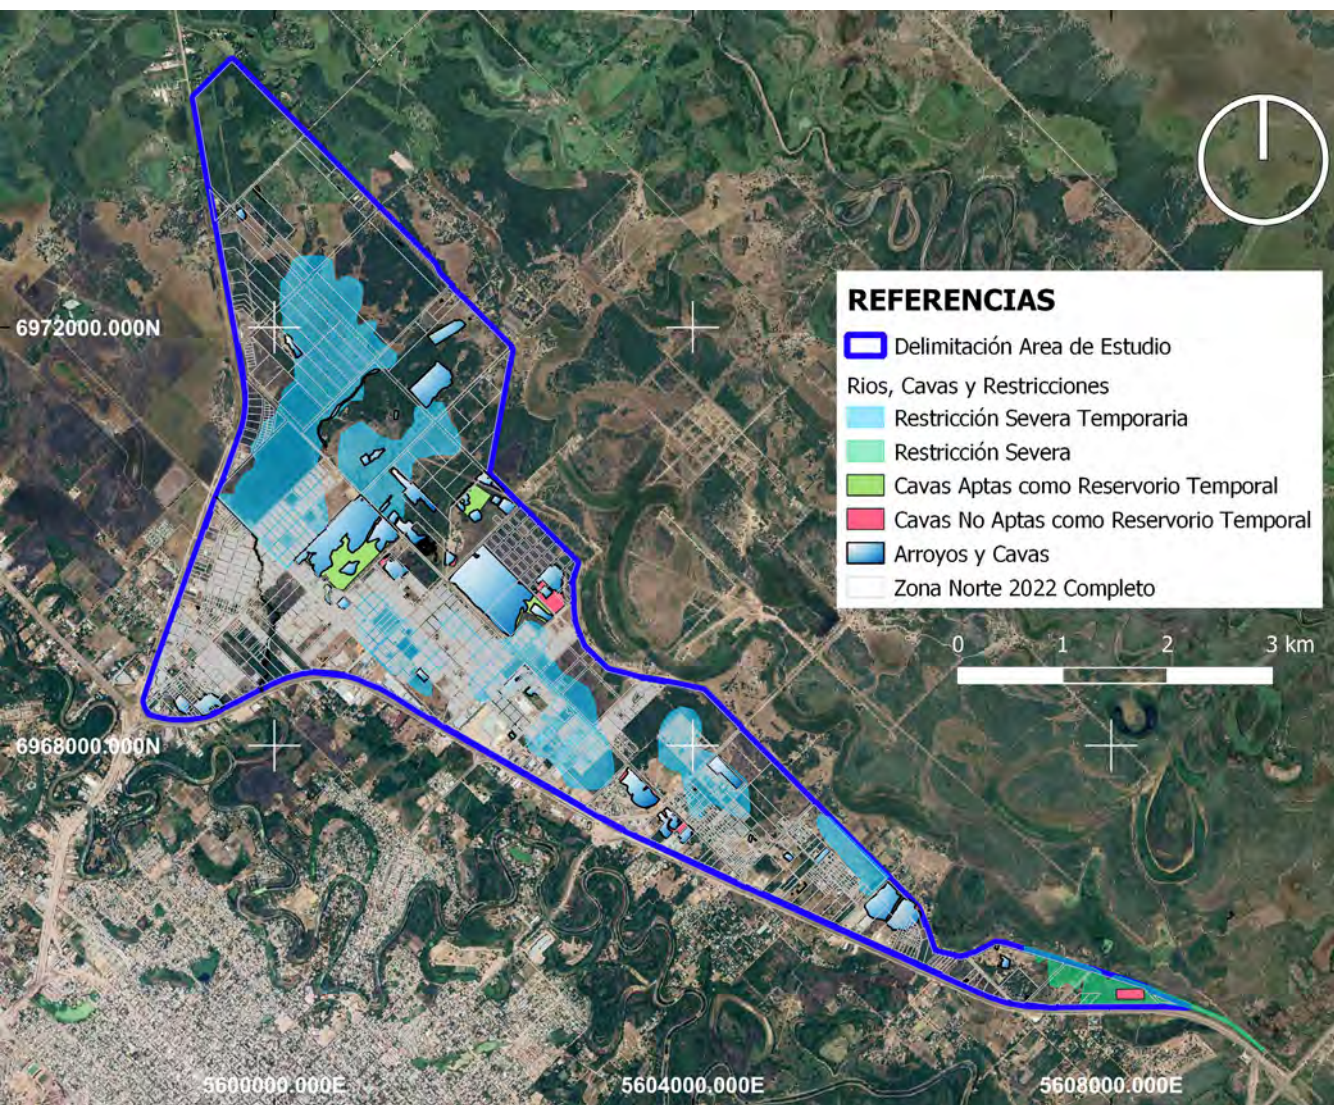 REFERENCIAS
Delimitación Area de Estudio
Rios, Cavas y Restricciones
Restricción Severa Temporaria
Restricción Severa
Cavas Aptas como Reservorio Temporal
Cavas No Aptas como Reservorio Temporal
Arroyos y Cavas
Zona Norte 2022 Completo
0 1 2 3 km
6972000.000N
6968000.000N
5600000.000E 5604000.000E 5608000.000E